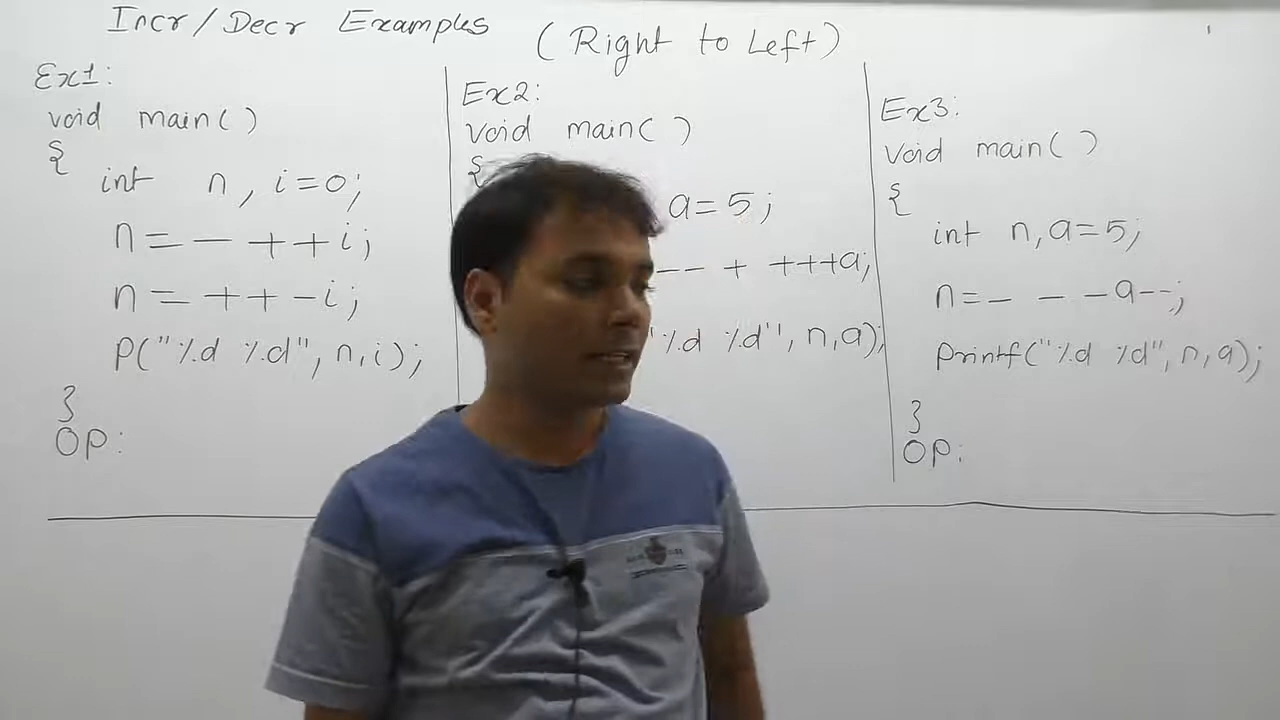 Incr/Decr Examples (Right to Left)
Ex1:
void main()
{
int n, i=0;
n = - ++i;
n = ++ -i;
P("%d %d", n, i);
}
OP:
Ex2:
void main()
{
a=5;
-- + +++a;
"%d %d", n, a);
Ex3:
void main()
{
int n, a=5;
n = - - -a--;
printf("%d %d", n, a);
}
OP: